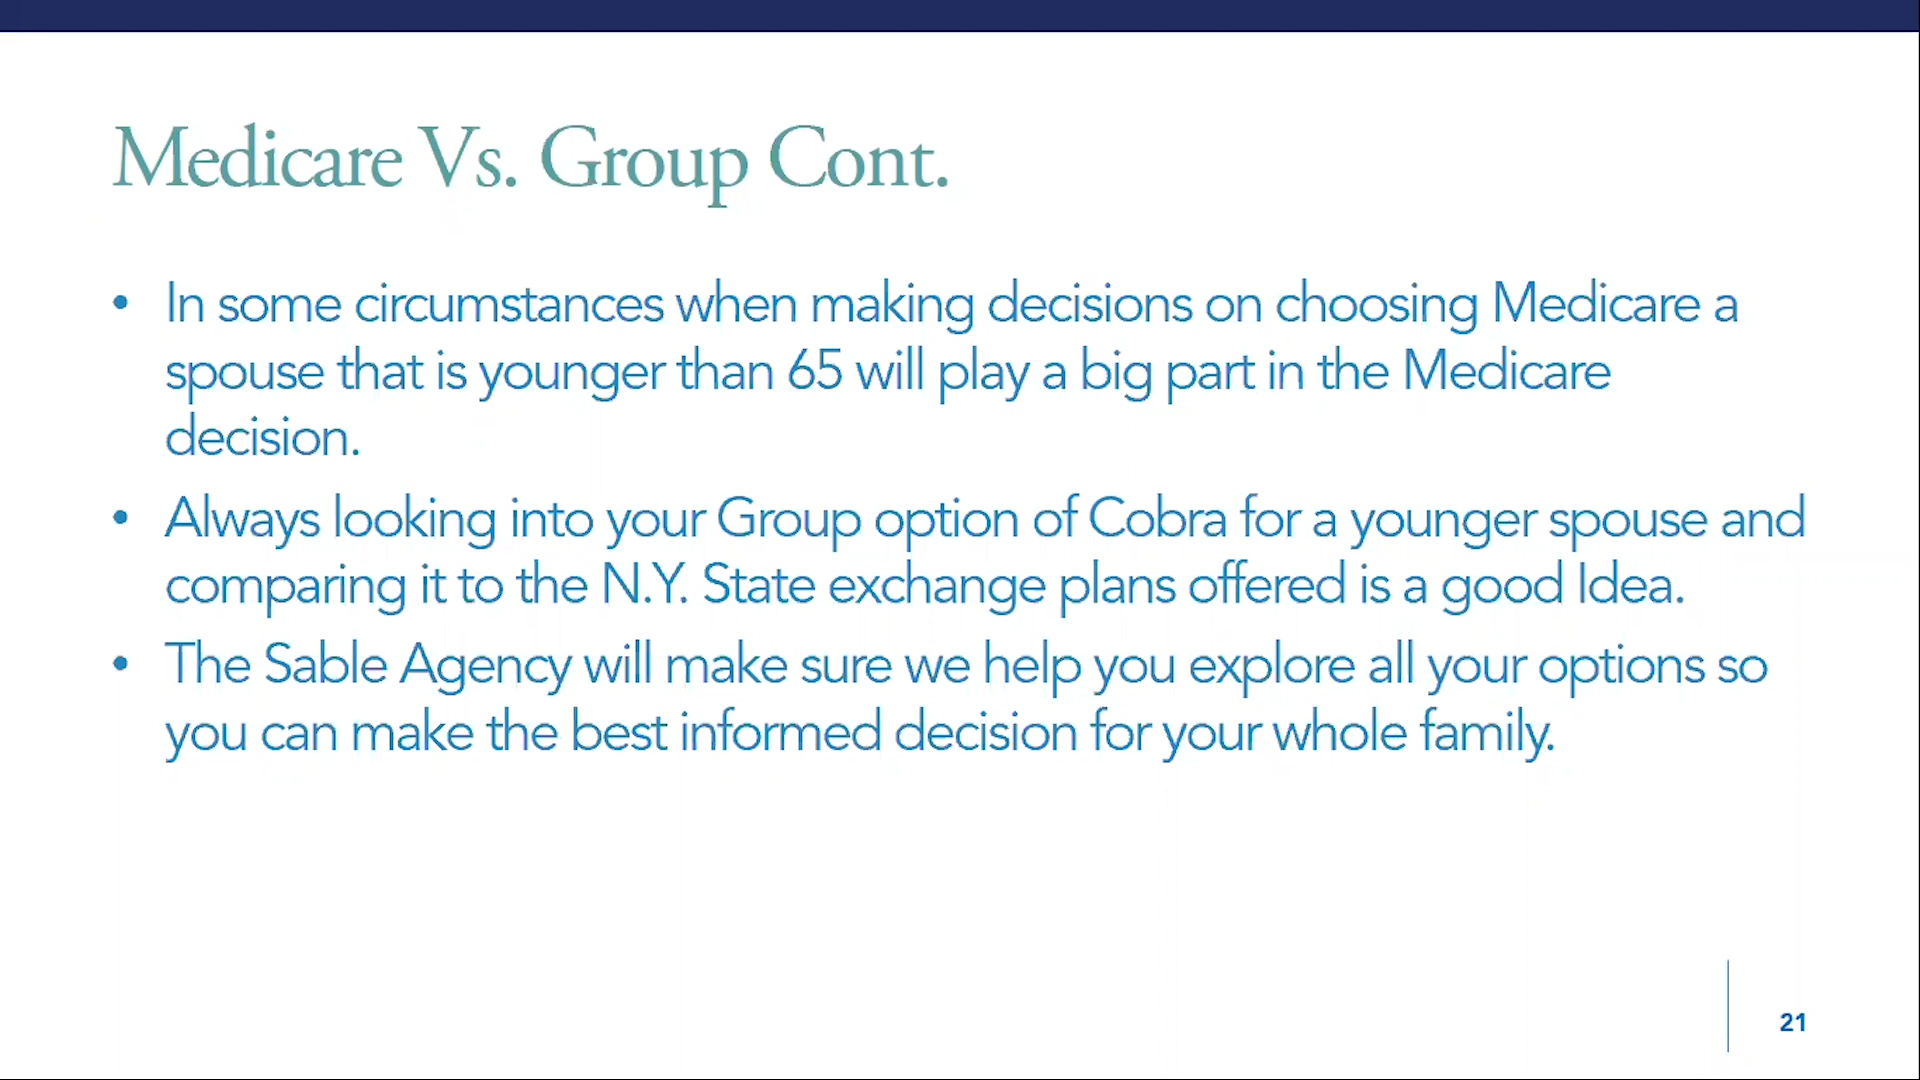 Medicare Vs. Group Cont.
• In some circumstances when making decisions on choosing Medicare a
spouse that is younger than 65 will play a big part in the Medicare
decision.
• Always looking into your Group option of Cobra for a younger spouse and
comparing it to the N.Y. State exchange plans offered is a good Idea.
• The Sable Agency will make sure we help you explore all your options so
you can make the best informed decision for your whole family.
21